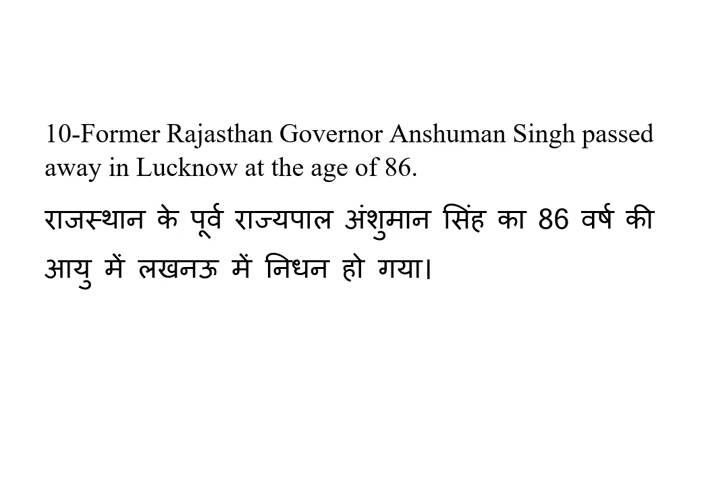 10-Former Rajasthan Governor Anshuman Singh passed
away in Lucknow at the age of 86.
राजस्थान के पूर्व राज्यपाल अंशुमान सिंह का 86 वर्ष की
आयु में लखनऊ में निधन हो गया।